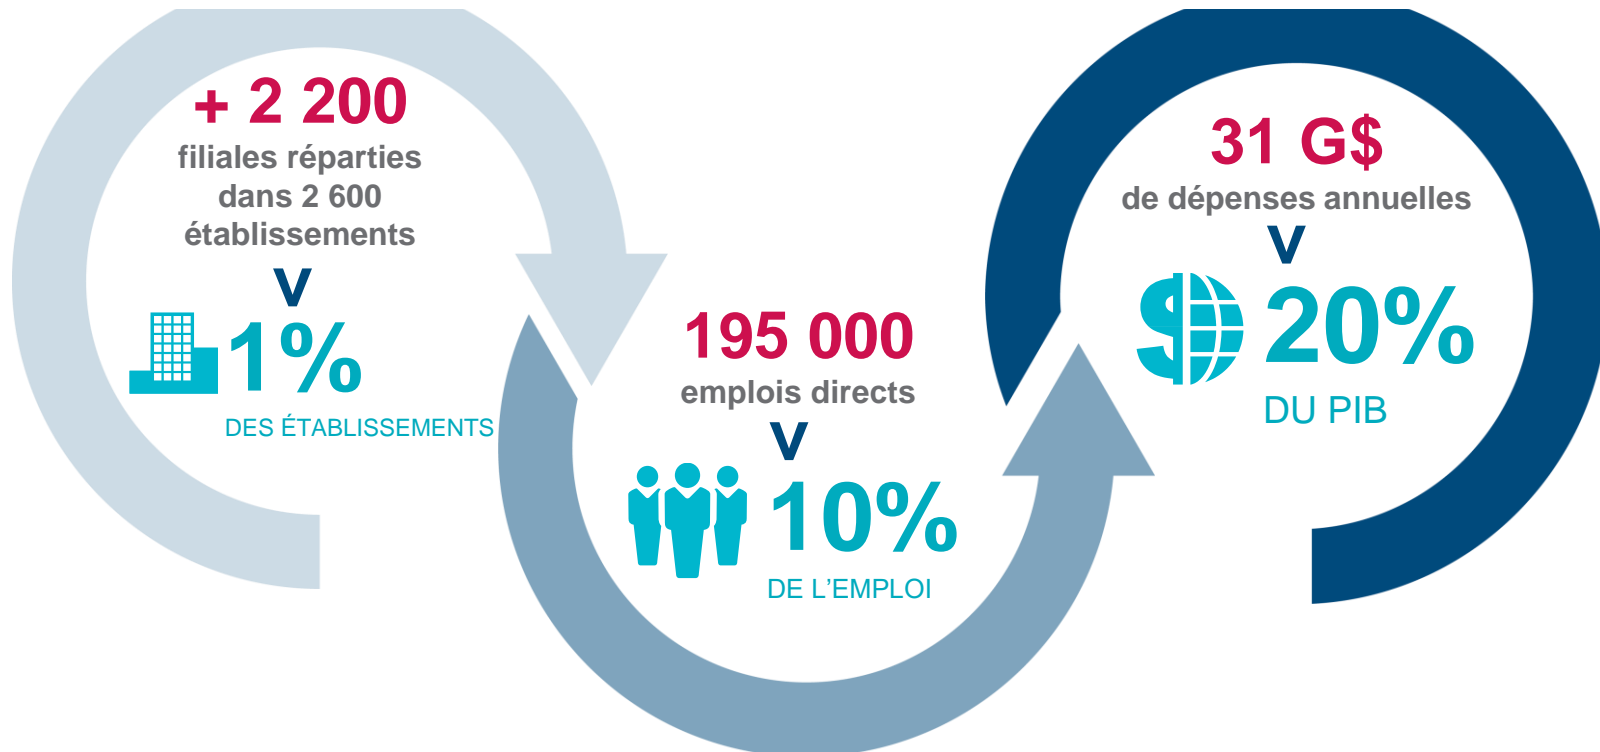 + 2 200
filiales réparties
dans 2 600
établissements
V
1%
DES ÉTABLISSEMENTS
195 000
emplois directs
V
10%
DE L’EMPLOI
31 G$
de dépenses annuelles
V
20%
DU PIB